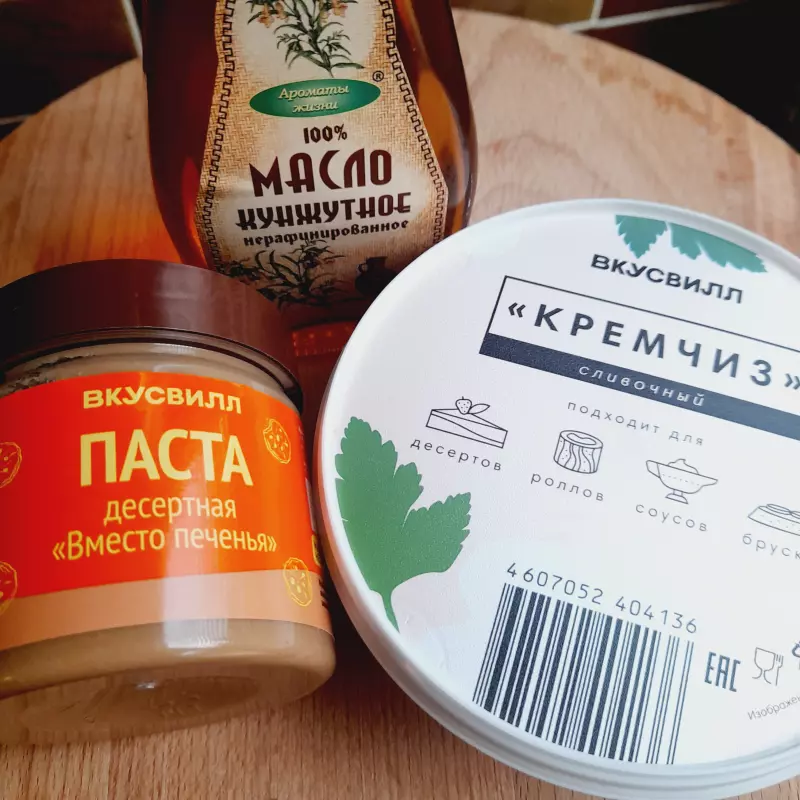 Ароматы
жизни
®
100%
МАСЛО
КУНЖУТНОЕ
нерафинированное
ВКУСВИЛЛ
ПАСТА
десертная
«Вместо печенья»
ВКУСВИЛЛ
«КРЕМЧИЗ»
сливочный
подходит для
десертов
роллов
соусов
4607052 404136
EAC